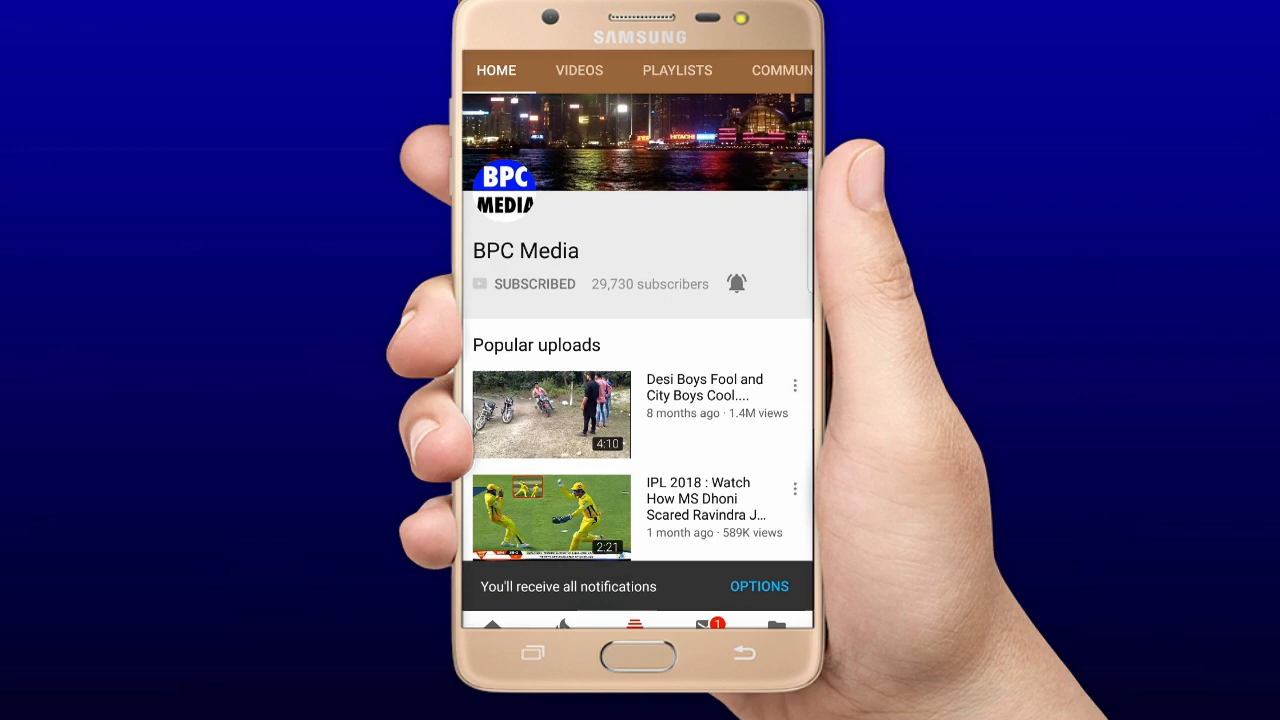 SAMSUNG
HOME VIDEOS PLAYLISTS COMMUN
HITACHI
BPC
MEDIA
BPC Media
SUBSCRIBED 29,730 subscribers
Popular uploads
Desi Boys Fool and
City Boys Cool....
8 months ago · 1.4M views
4:10
IPL 2018 : Watch
How MS Dhoni
Scared Ravindra J...
1 month ago · 589K views
2:21
You'll receive all notifications OPTIONS
1